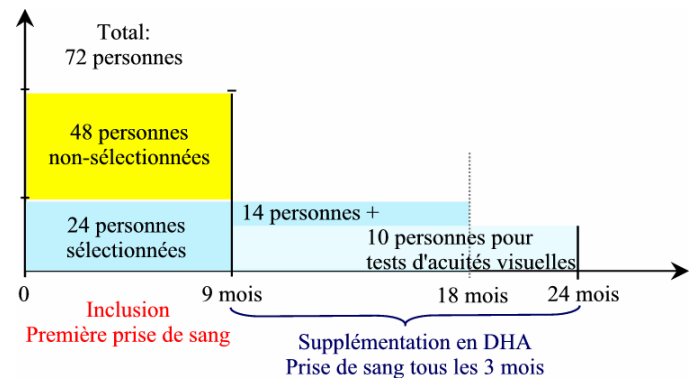 Total:
72 personnes
48 personnes
non-sélectionnées
24 personnes
sélectionnées
14 personnes +
10 personnes pour
tests d'acuités visuelles
0
9 mois
18 mois
24 mois
Inclusion
Première prise de sang
Supplémentation en DHA
Prise de sang tous les 3 mois